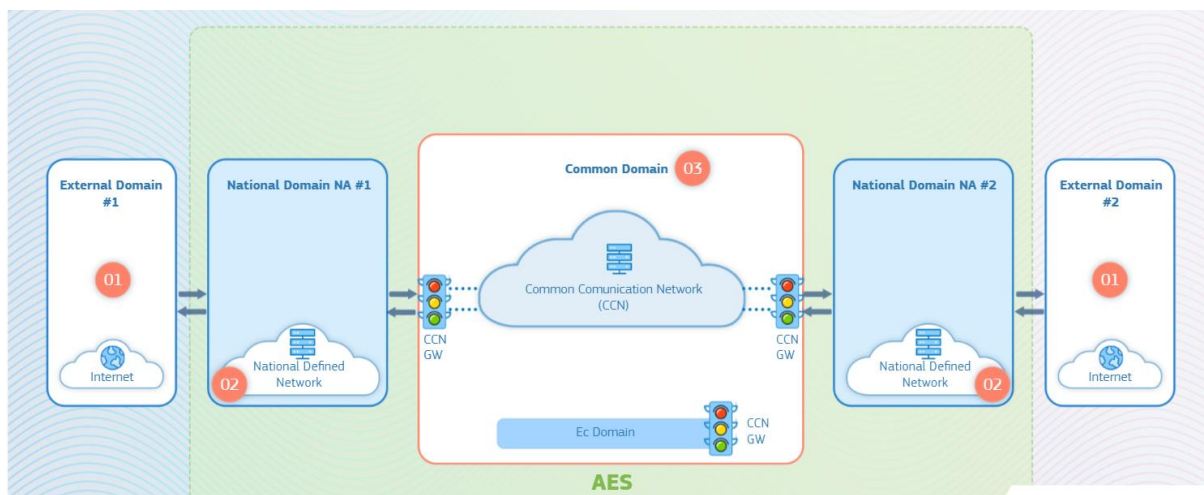 External Domain
#1
01
Internet
National Domain NA #1
National Defined
Network
02
Common Domain
03
Common Comunication Network
(CCN)
CCN
GW
CCN
GW
Ec Domain
CCN
GW
National Domain NA #2
National Defined
Network
02
External Domain
#2
01
Internet
AES